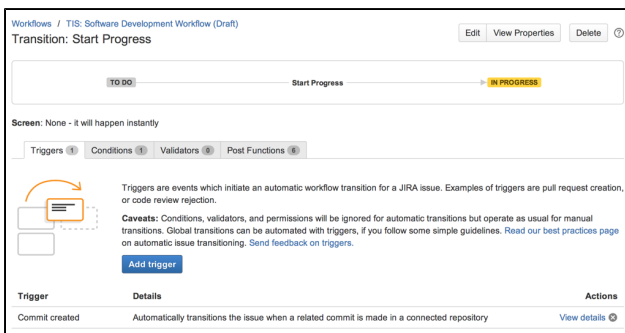 Workflows / TIS: Software Development Workflow (Draft)
Transition: Start Progress
Edit View Properties Delete ?
TO DO Start Progress IN PROGRESS
Screen: None - it will happen instantly
Triggers 1 Conditions 1 Validators 0 Post Functions 6
Triggers are events which initiate an automatic workflow transition for a JIRA issue. Examples of triggers are pull request creation,
or code review rejection.
Caveats: Conditions, validators, and permissions will be ignored for automatic transitions but operate as usual for manual
transitions. Global transitions can be automated with triggers, if you follow some simple guidelines. Read our best practices page
on automatic issue transitioning. Send feedback on triggers.
Add trigger
Trigger Details Actions
Commit created Automatically transitions the issue when a related commit is made in a connected repository View details